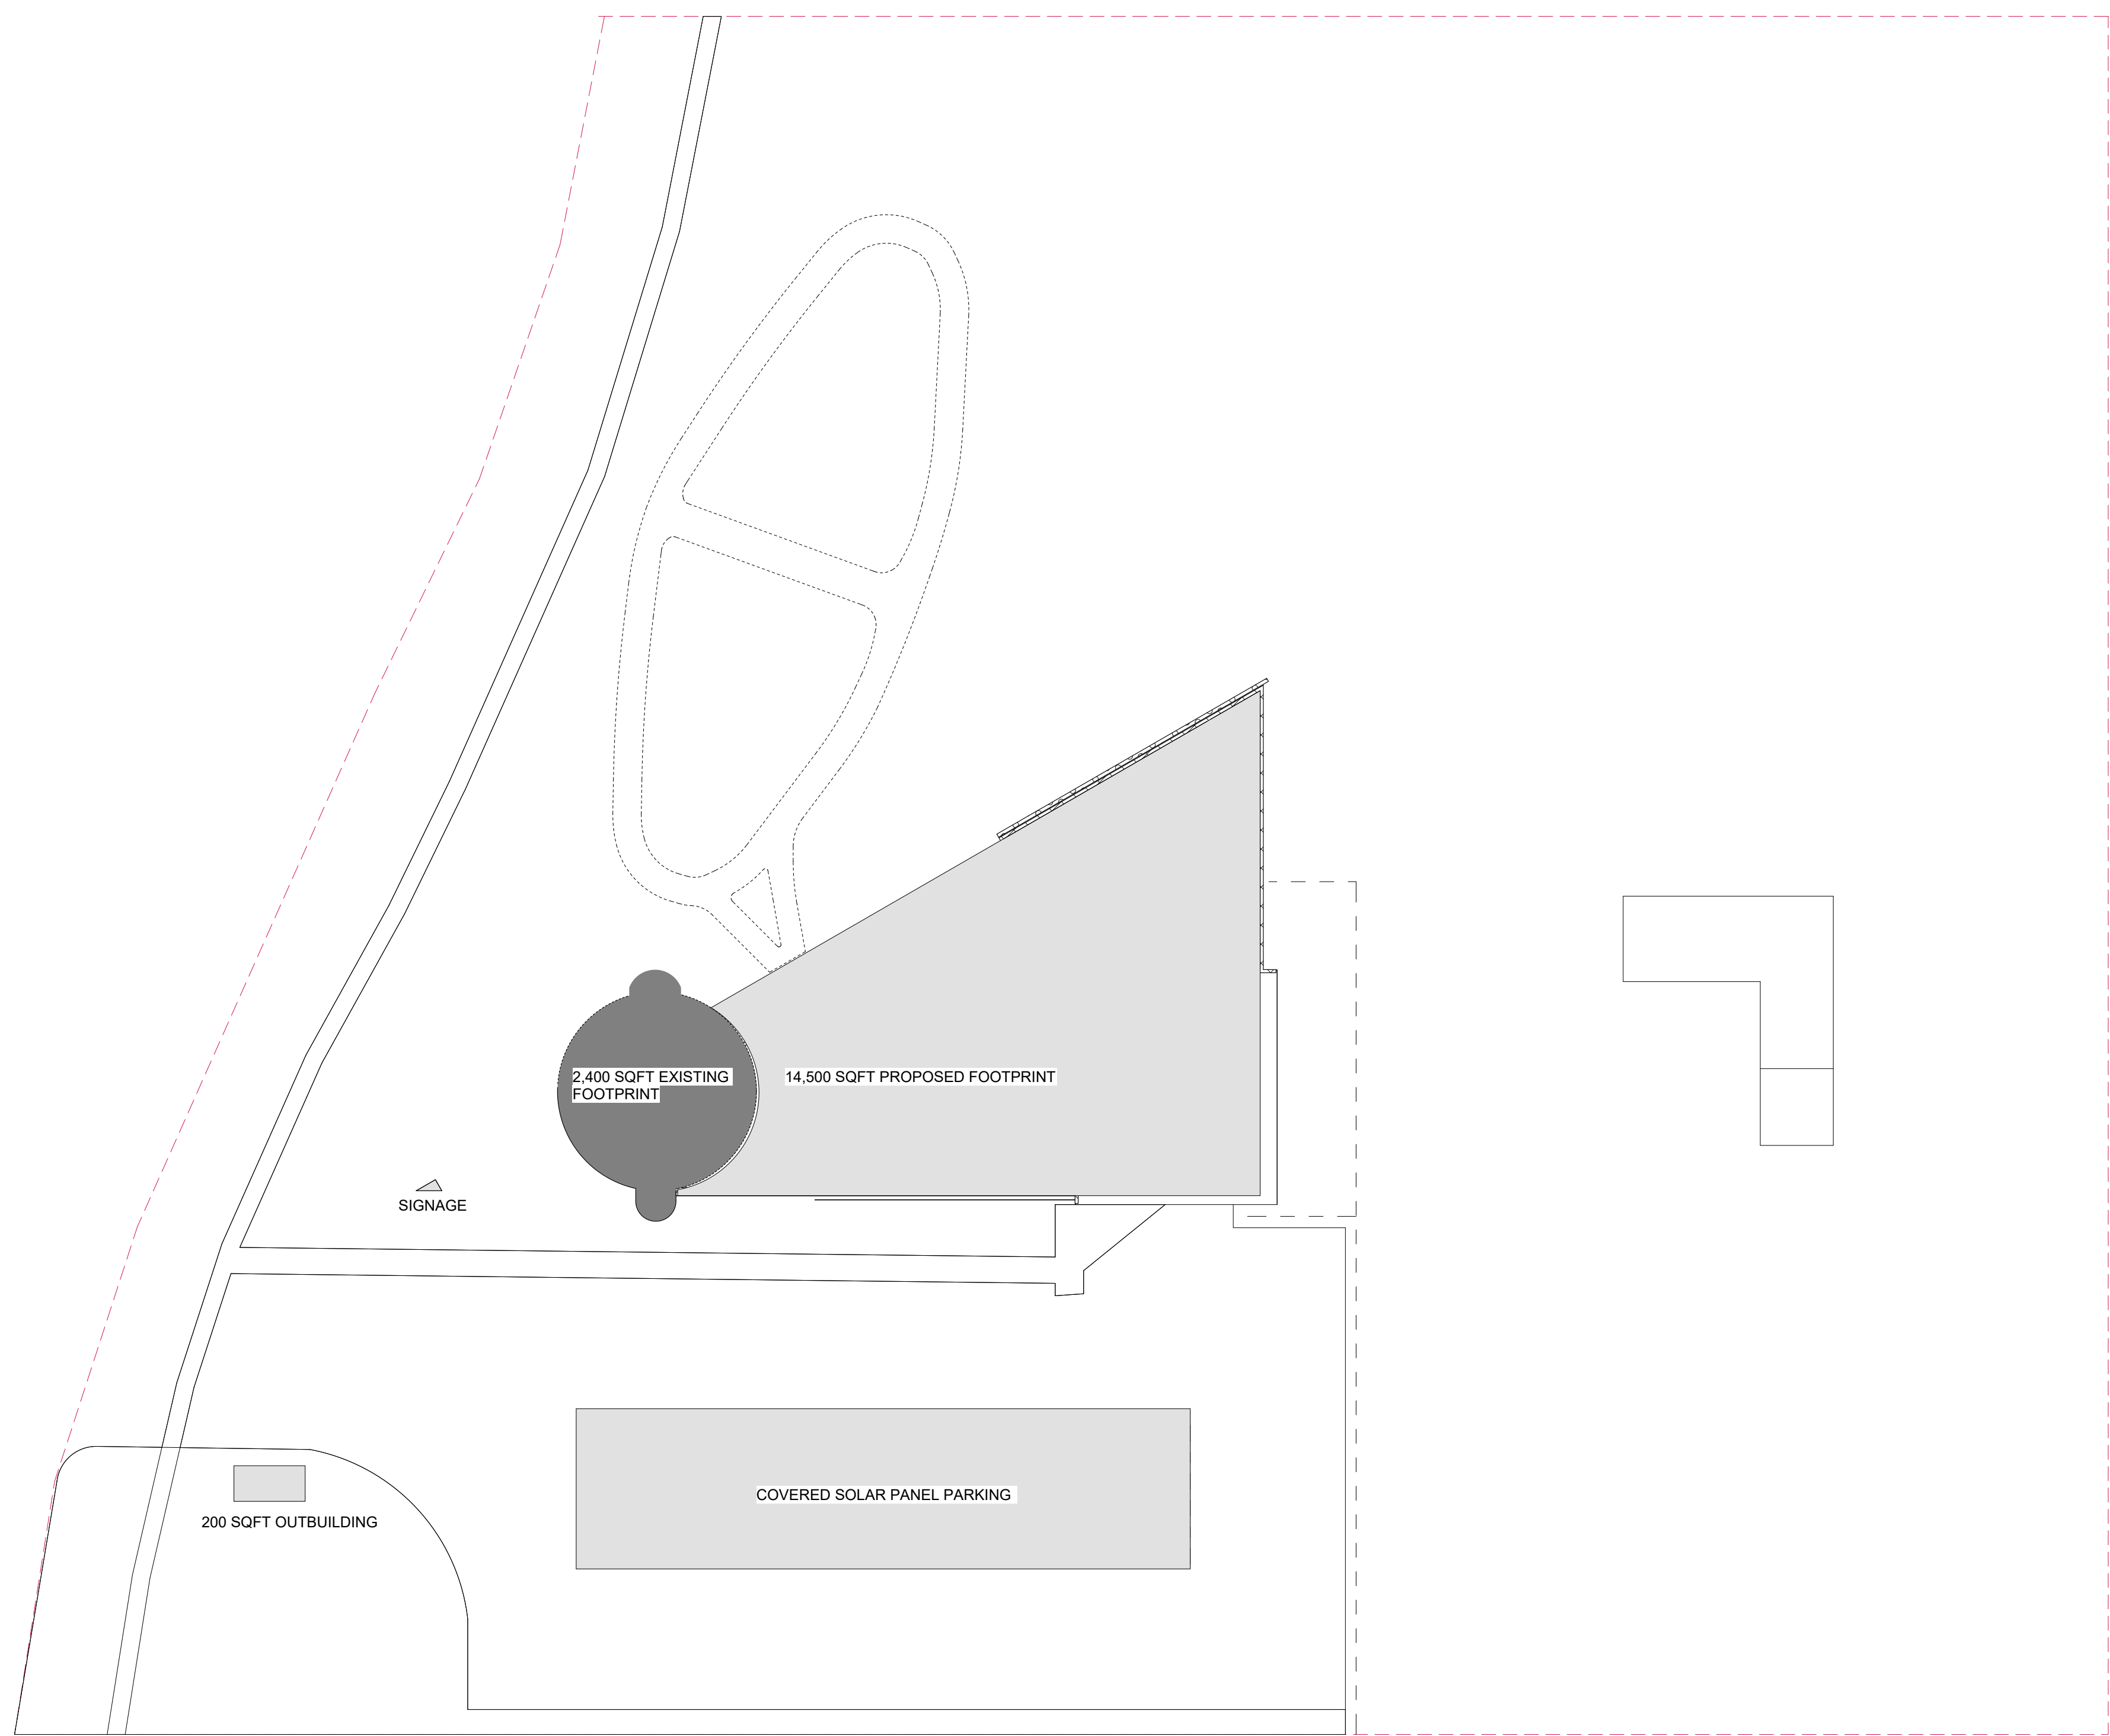 2,400 SQFT EXISTING
FOOTPRINT
14,500 SQFT PROPOSED FOOTPRINT
SIGNAGE
COVERED SOLAR PANEL PARKING
200 SQFT OUTBUILDING